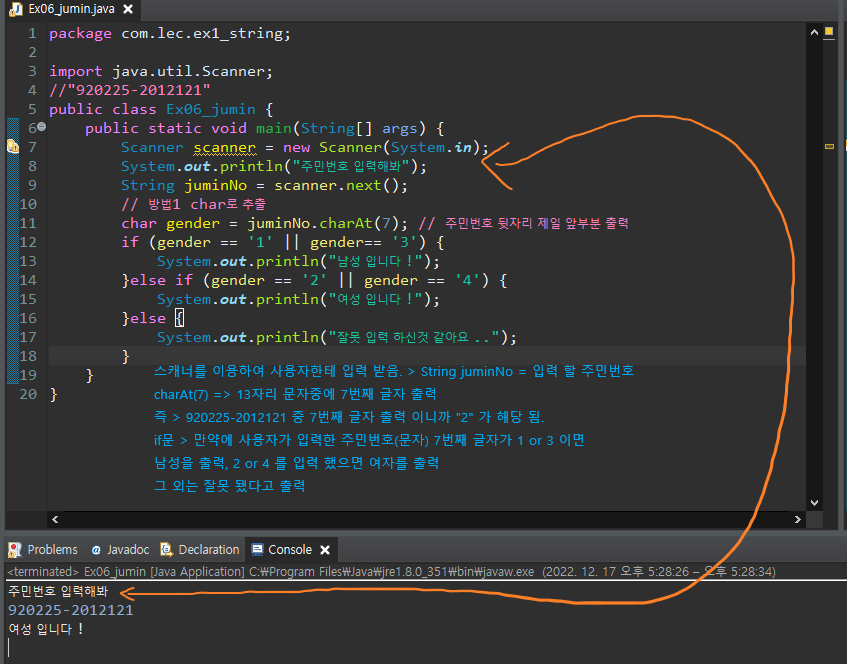 Ex06_jumin.java
1 package com.lec.ex1_string;
2
3 import java.util.Scanner;
4 //"920225-2012121"
5 public class Ex06_jumin {
6 public static void main(String[] args) {
7 Scanner scanner = new Scanner(System.in);
8 System.out.println("주민번호 입력해봐");
9 String juminNo = scanner.next();
10 // 방법1 char로 추출
11 char gender = juminNo.charAt(7); // 주민번호 뒷자리 제일 앞부분 출력
12 if (gender == '1' || gender== '3') {
13 System.out.println("남성 입니다 !");
14 }else if (gender == '2' || gender == '4') {
15 System.out.println("여성 입니다 !");
16 }else {
17 System.out.println("잘못 입력 하신것 같아요 ..");
18 }
19 }
20 }
스캐너를 이용하여 사용자한테 입력 받음. > String juminNo = 입력 할 주민번호
charAt(7) => 13자리 문자중에 7번째 글자 출력
즉 > 920225-2012121 중 7번째 글자 출력 이니까 "2" 가 해당 됨.
if문 > 만약에 사용자가 입력한 주민번호(문자) 7번째 글자가 1 or 3 이면
남성을 출력, 2 or 4 를 입력 했으면 여자를 출력
그 외는 잘못 됐다고 출력
Problems Javadoc Declaration Console
<terminated> Ex06_jumin [Java Application] C:₩Program Files₩Java₩jre1.8.0_351₩bin₩javaw.exe (2022. 12. 17 오후 5:28:26 – 오후 5:28:34)
주민번호 입력해봐
920225-2012121
여성 입니다 !